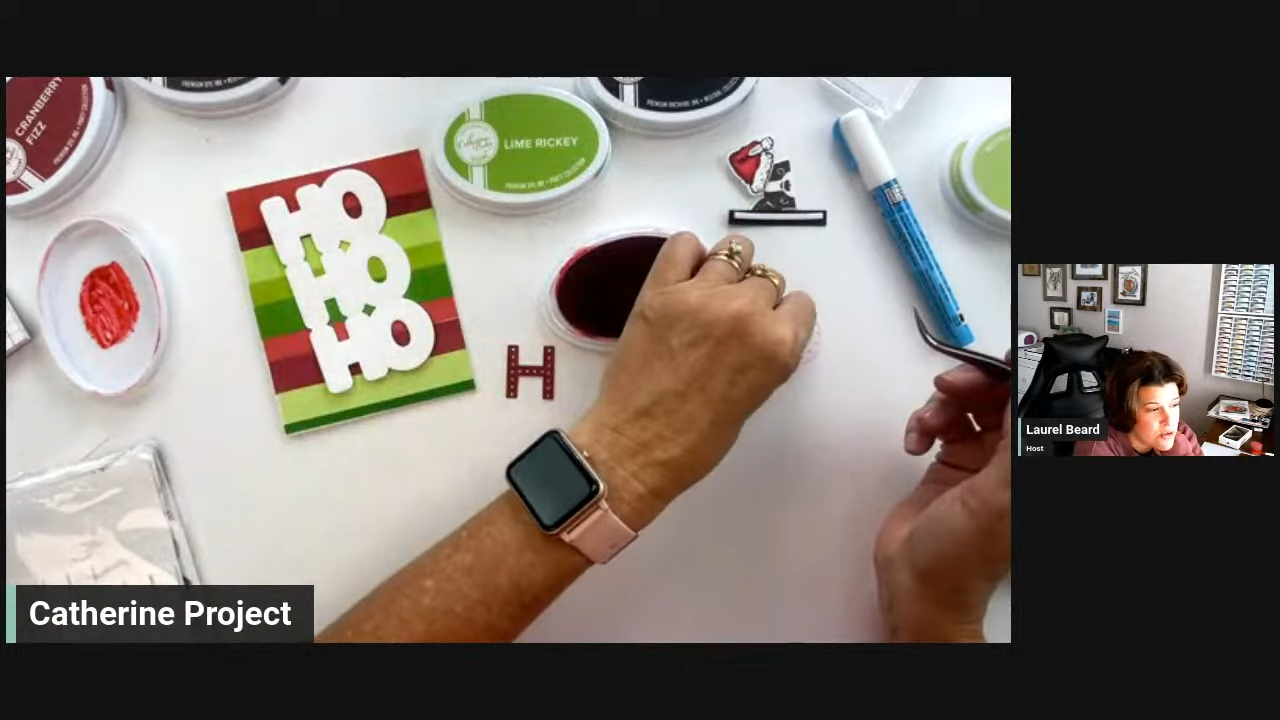 CRANBERRY
FIZZ
LIME RICKEY
HO
HO
HO
H
Catherine Project
Laurel Beard
Host